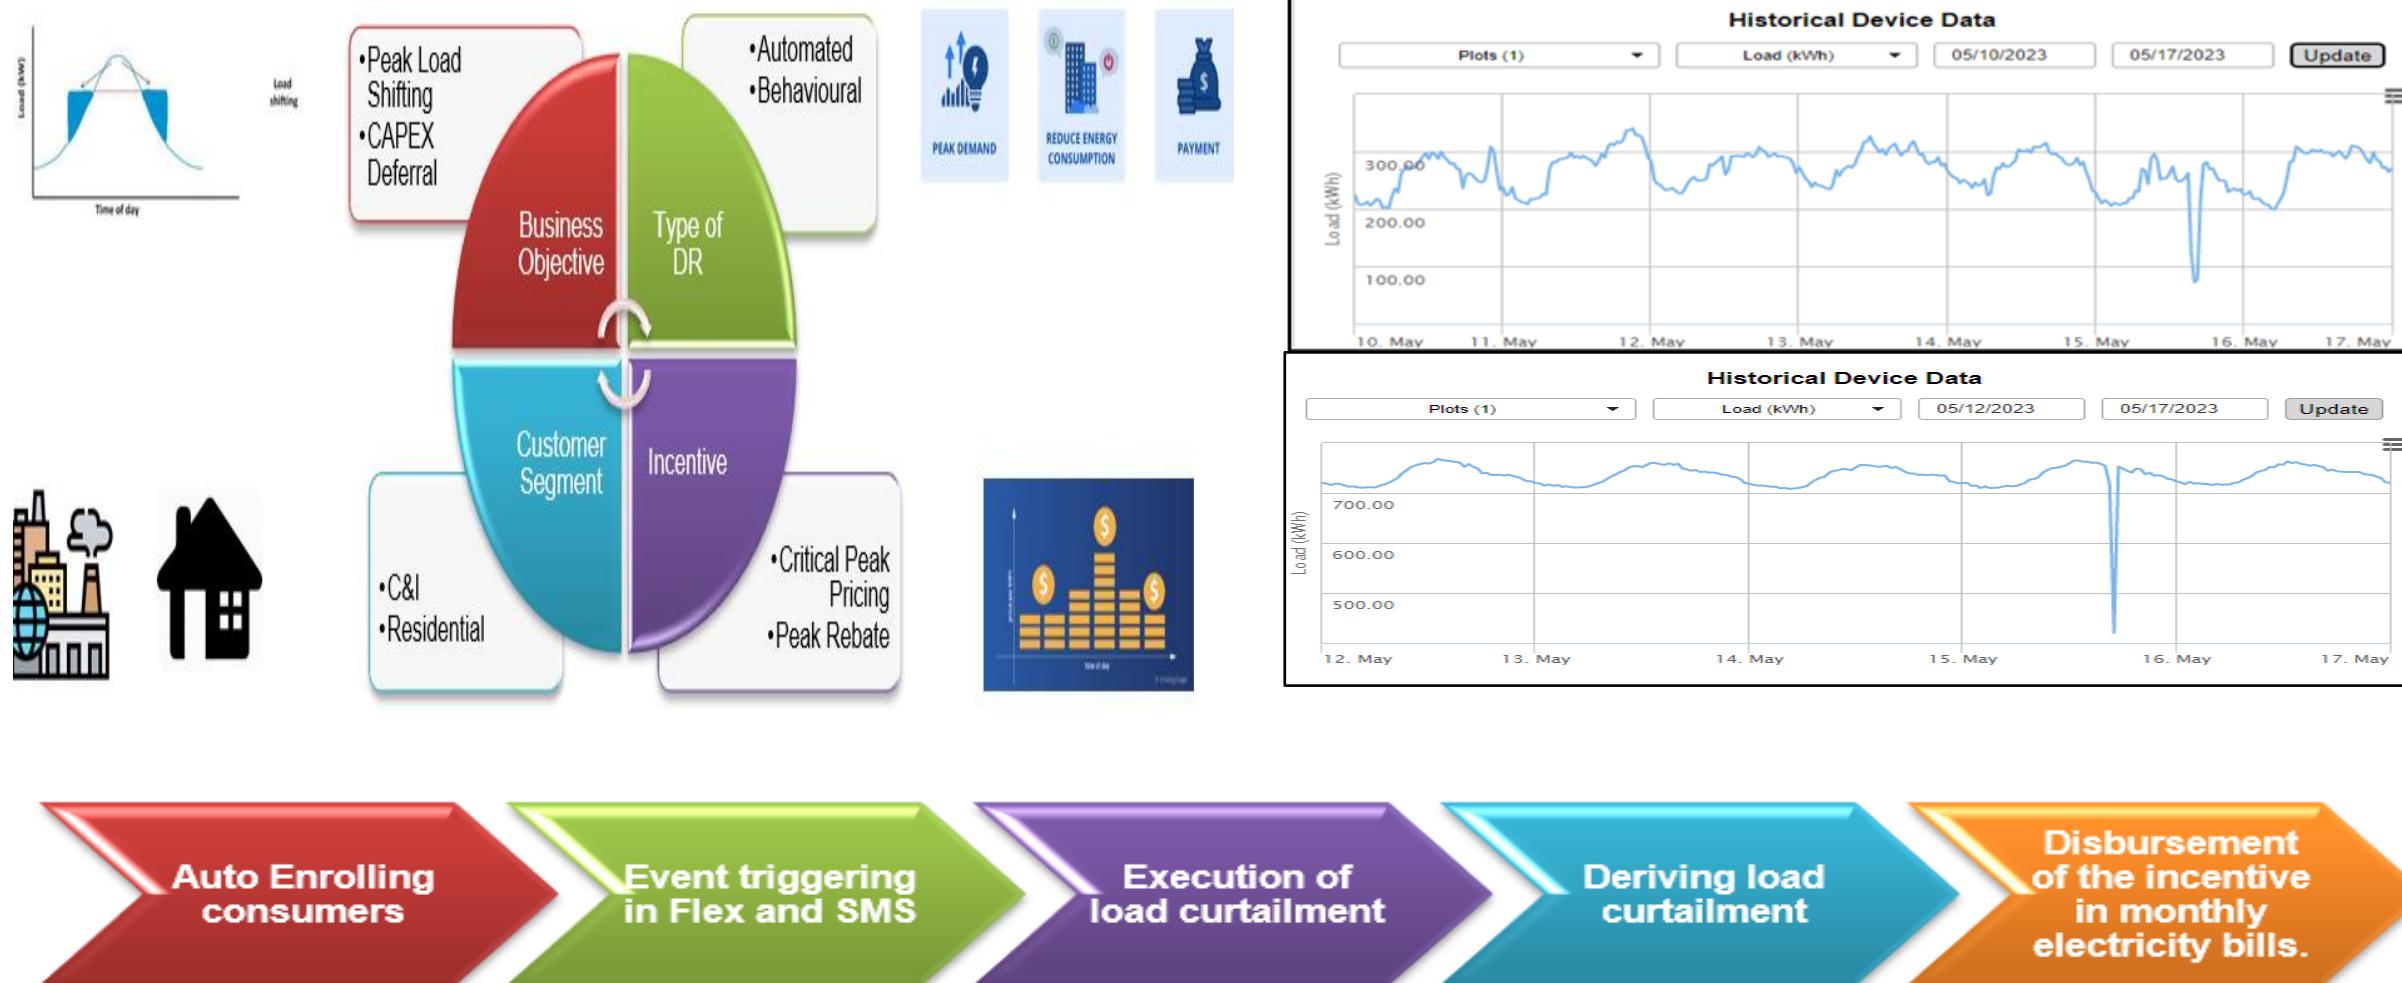 Load (kW)
Time of day
Load
shifting
•Peak Load
Shifting
•CAPEX
Deferral
•Automated
•Behavioural
Business
Objective
Type of
DR
Customer
Segment
Incentive
•C&I
•Residential
•Critical Peak
Pricing
•Peak Rebate
PEAK DEMAND
REDUCE ENERGY
CONSUMPTION
PAYMENT
time of day
Historical Device Data
Plots (1)
Load (kWh)
05/10/2023
05/17/2023
Update
Load (kWh)
300.00
200.00
100.00
10. May
11. May
12. May
13. May
14. May
15. May
16. May
17. May
Historical Device Data
Plots (1)
Load (kWh)
05/12/2023
05/17/2023
Update
Load (kWh)
700.00
600.00
500.00
12. May
13. May
14. May
15. May
16. May
17. May
Auto Enrolling
consumers
Event triggering
in Flex and SMS
Execution of
load curtailment
Deriving load
curtailment
Disbursement
of the incentive
in monthly
electricity bills.